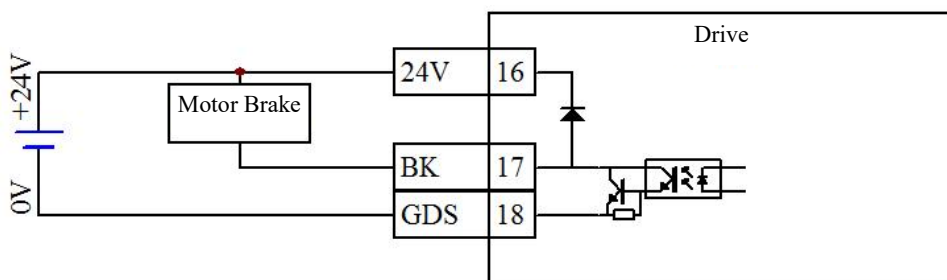 Drive
+24V
24V 16
Motor Brake
BK 17
0V
GDS 18